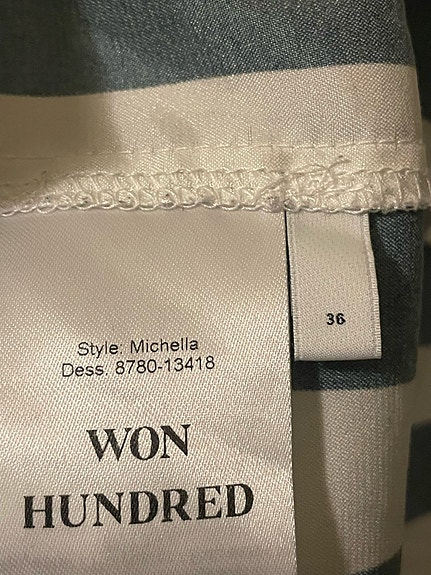 36
Style: Michella
Dess. 8780-13418
WON
HUNDRED